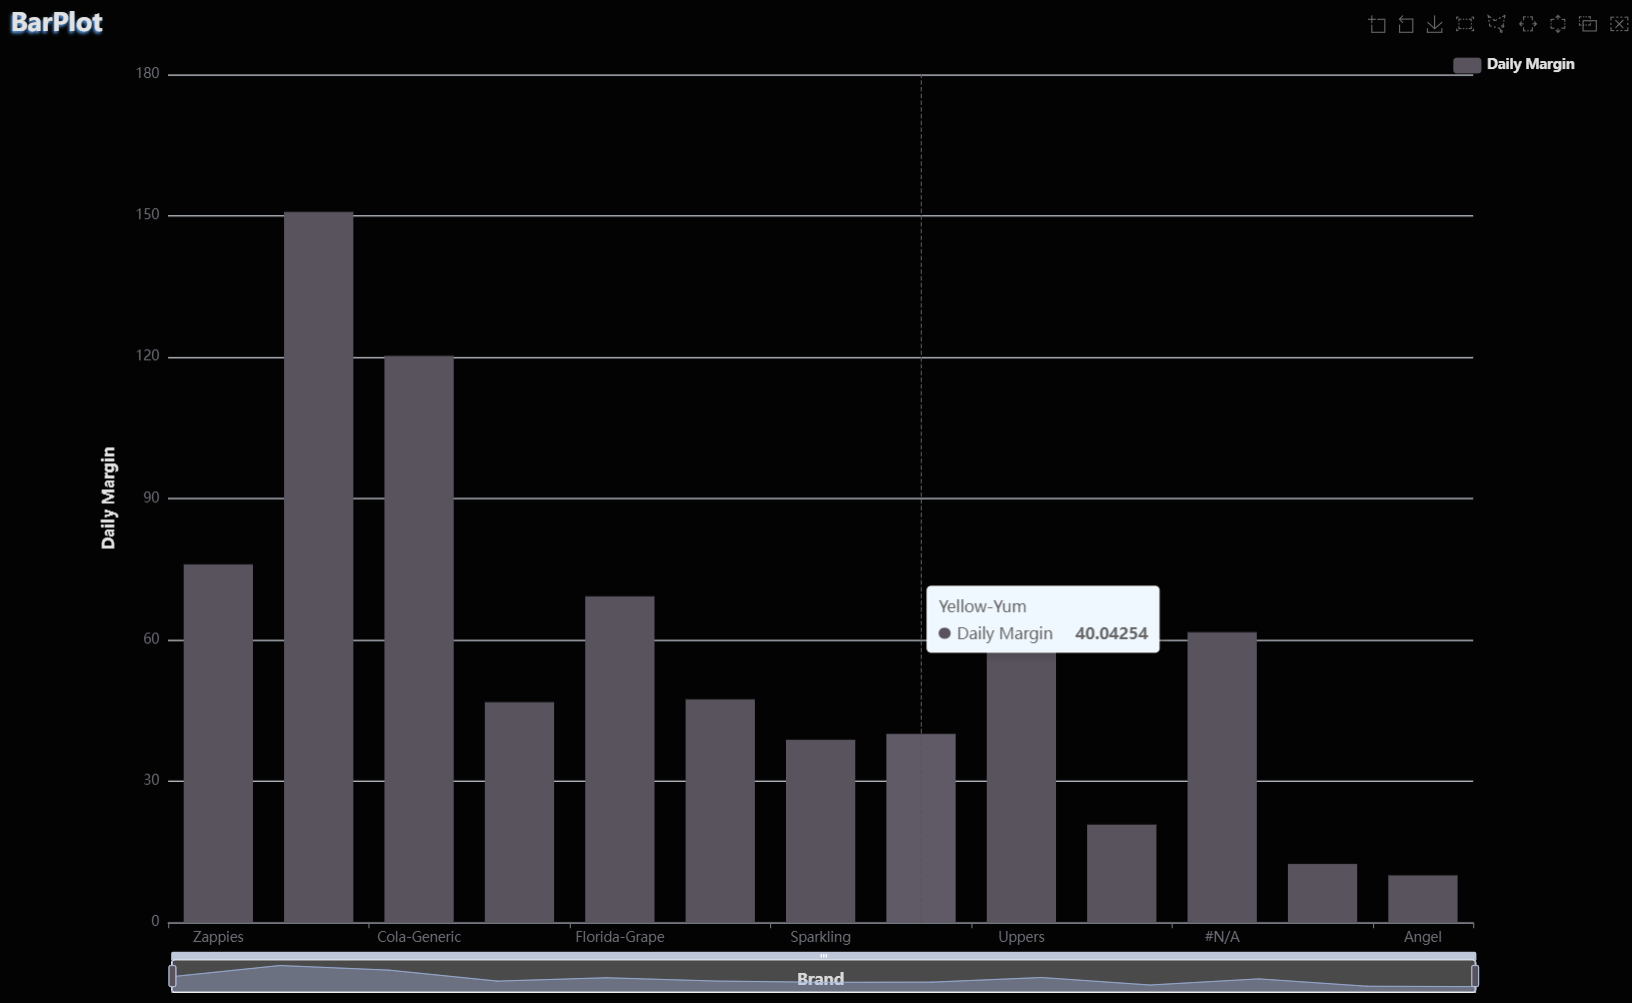 BarPlot
Daily Margin
180
150
120
90
60
30
0
Daily Margin
Yellow-Yum
Daily Margin 40.04254
Zappies Cola-Generic Florida-Grape Sparkling Uppers #N/A Angel
Brand